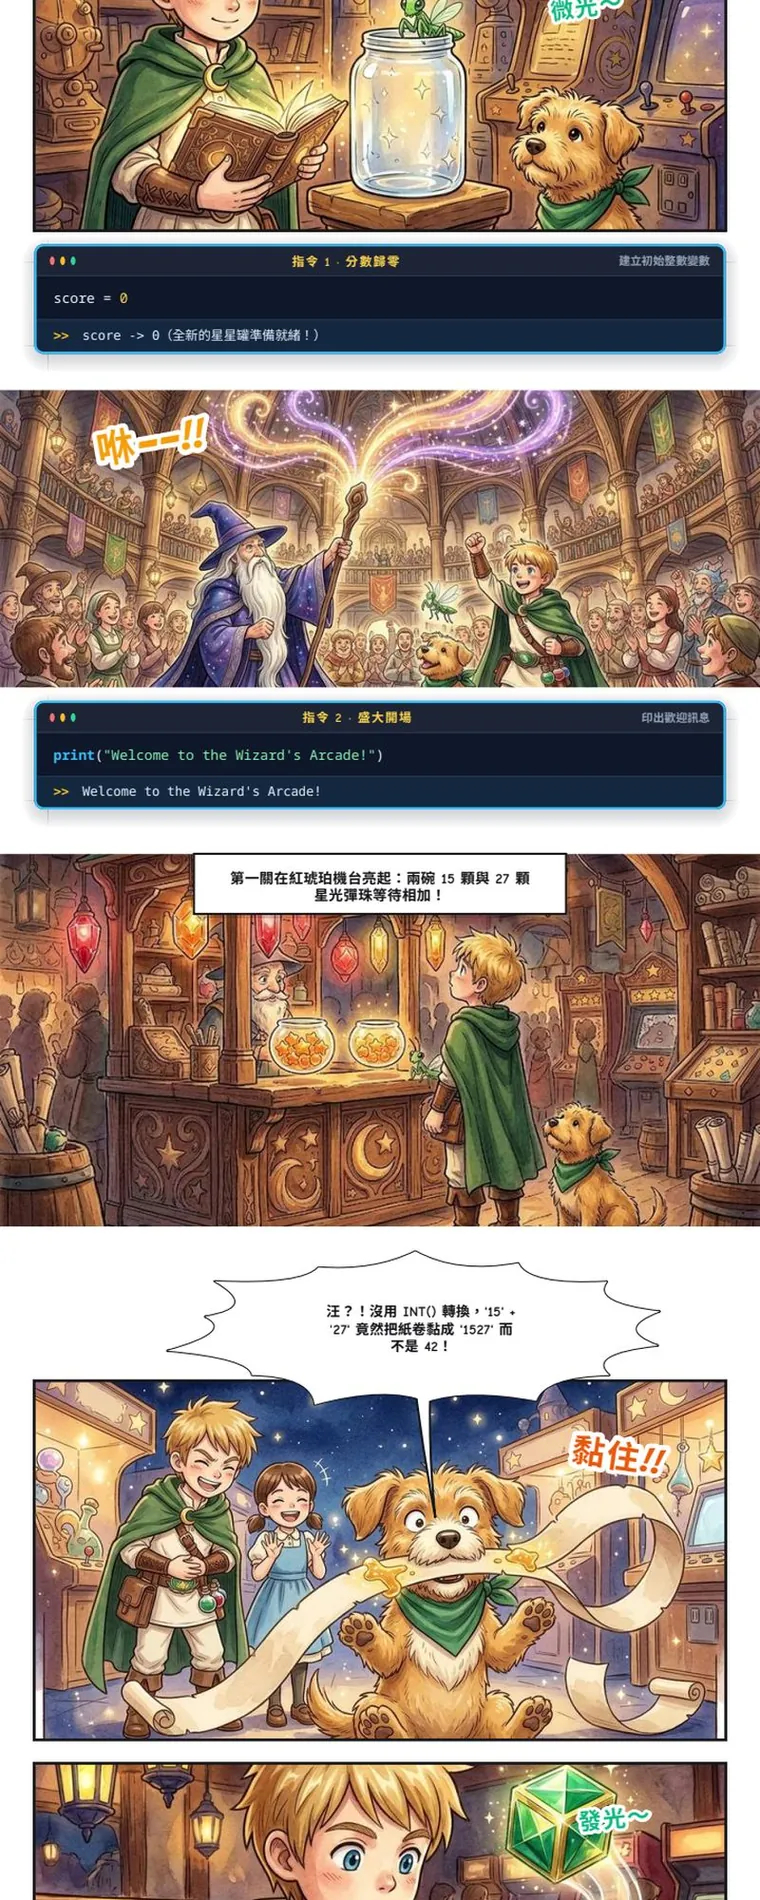 微光～
指令 1 · 分數歸零
建立初始整數變數
score = 0
>> score -> 0（全新的星星罐準備就緒！）
咻——!!
指令 2 · 盛大開場
印出歡迎訊息
print("Welcome to the Wizard's Arcade!")
>> Welcome to the Wizard's Arcade!
第一關在紅琥珀機台亮起：兩碗 15 顆與 27 顆
星光彈珠等待相加！
汪？！沒用 INT() 轉換，'15' +
'27' 竟然把紙卷黏成 '1527' 而
不是 42！
黏住!!
發光～